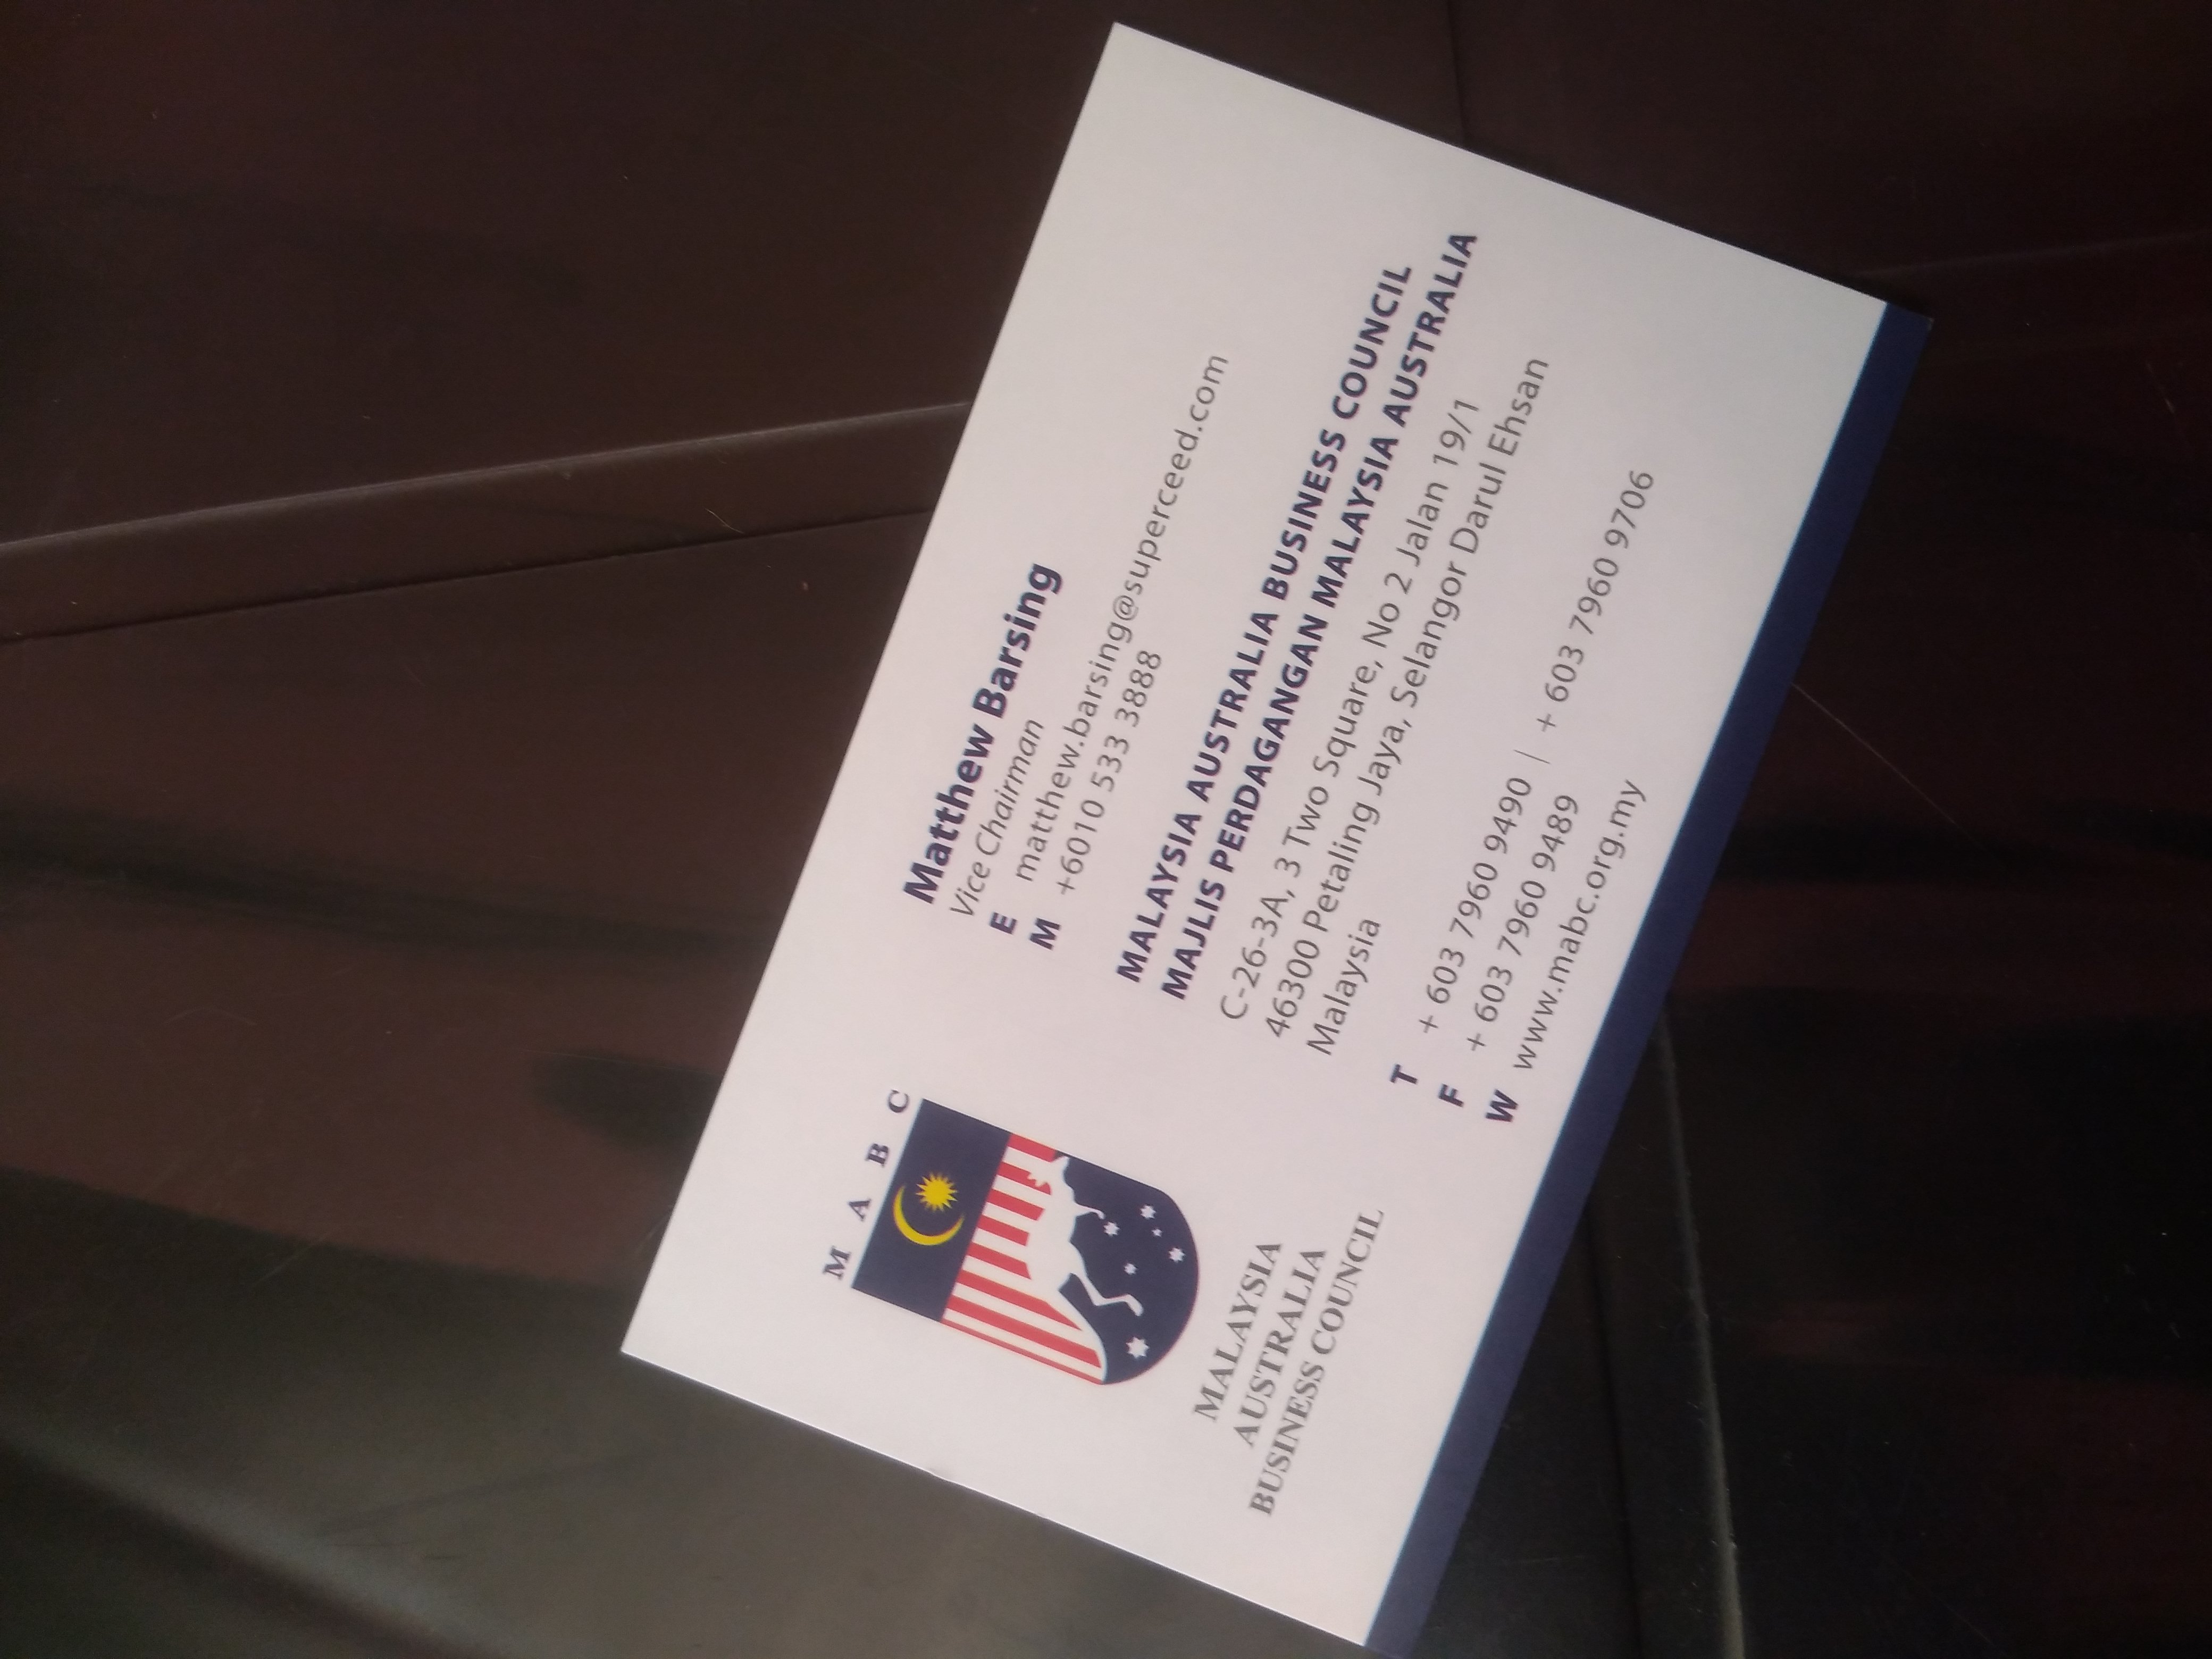 M A B C
MALAYSIA
AUSTRALIA
BUSINESS COUNCIL
Matthew Barsing
Vice Chairman
E matthew.barsing@superceed.com
M +6010 533 3888
MALAYSIA AUSTRALIA BUSINESS COUNCIL
MAJLIS PERDAGANGAN MALAYSIA AUSTRALIA
C-26-3A, 3 Two Square, No 2 Jalan 19/1
46300 Petaling Jaya, Selangor Darul Ehsan
Malaysia
T + 603 7960 9490 | + 603 7960 9706
F + 603 7960 9489
W www.mabc.org.my